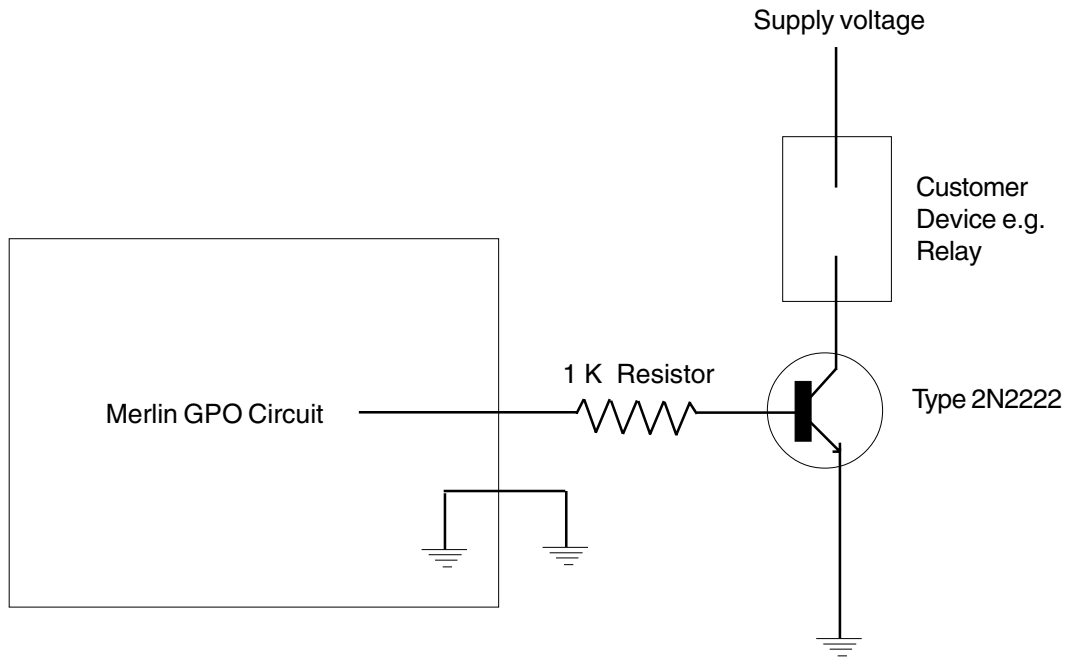 Supply voltage
Customer
Device e.g.
Relay
1 K Resistor
Type 2N2222
Merlin GPO Circuit